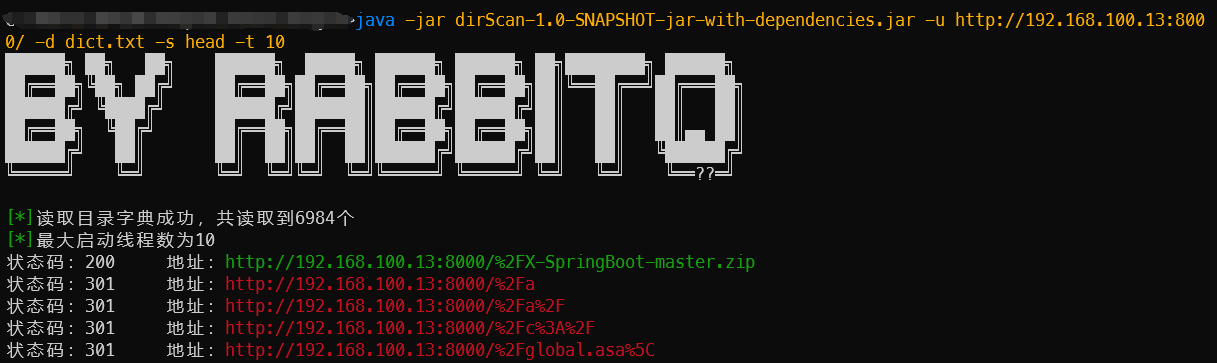 java -jar dirScan-1.0-SNAPSHOT-jar-with-dependencies.jar -u http://192.168.100.13:800
0/ -d dict.txt -s head -t 10
BY RABBITQ
??
[*]读取目录字典成功，共读取到6984个
[*]最大启动线程数为10
状态码：200 地址：http://192.168.100.13:8000/%2FX-SpringBoot-master.zip
状态码：301 地址：http://192.168.100.13:8000/%2Fa
状态码：301 地址：http://192.168.100.13:8000/%2Fa%2F
状态码：301 地址：http://192.168.100.13:8000/%2Fc%3A%2F
状态码：301 地址：http://192.168.100.13:8000/%2Fglobal.asa%5C